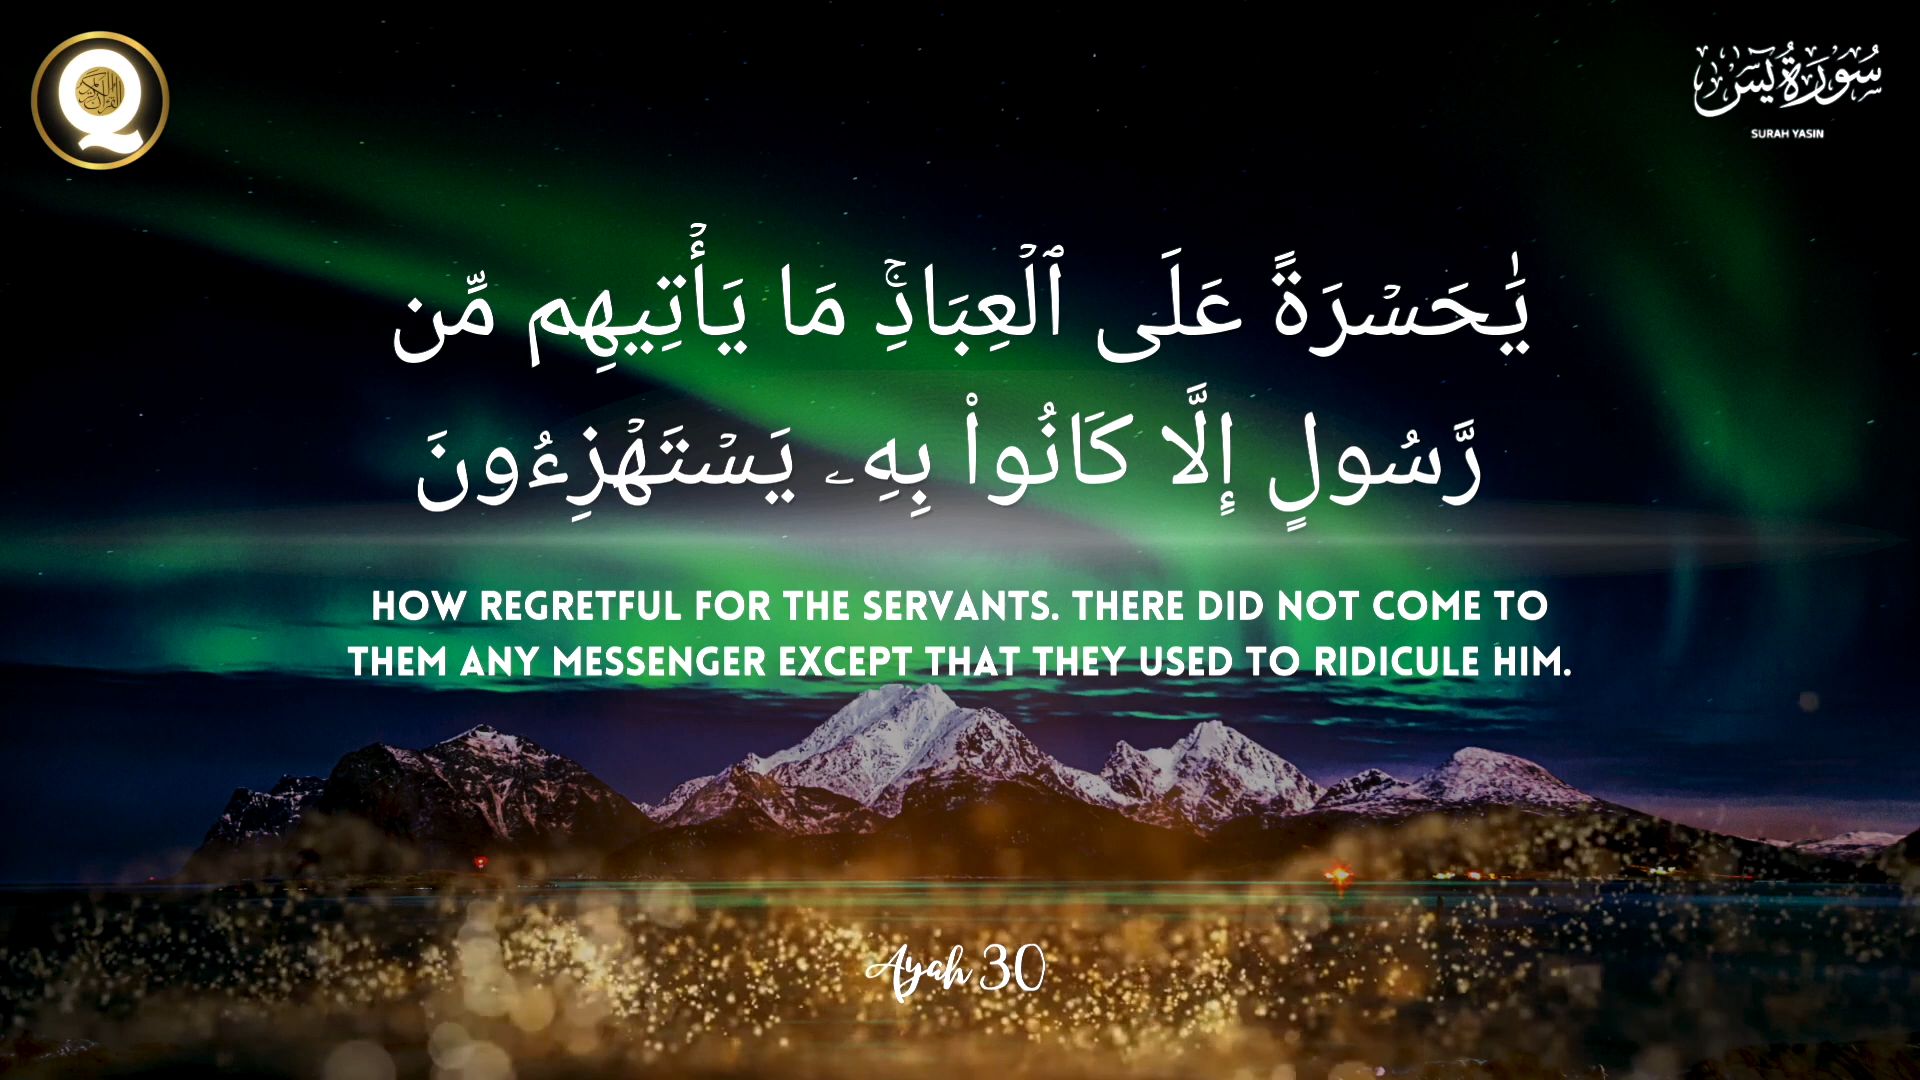 سُورَةُ يسٓ
SURAH YASIN
يَٰحَسْرَةً عَلَى ٱلْعِبَادِۚ مَا يَأْتِيهِم مِّن
رَّسُولٍ إِلَّا كَانُوا۟ بِهِۦ يَسْتَهْزِءُونَ
HOW REGRETFUL FOR THE SERVANTS. THERE DID NOT COME TO
THEM ANY MESSENGER EXCEPT THAT THEY USED TO RIDICULE HIM.
Ayah 30